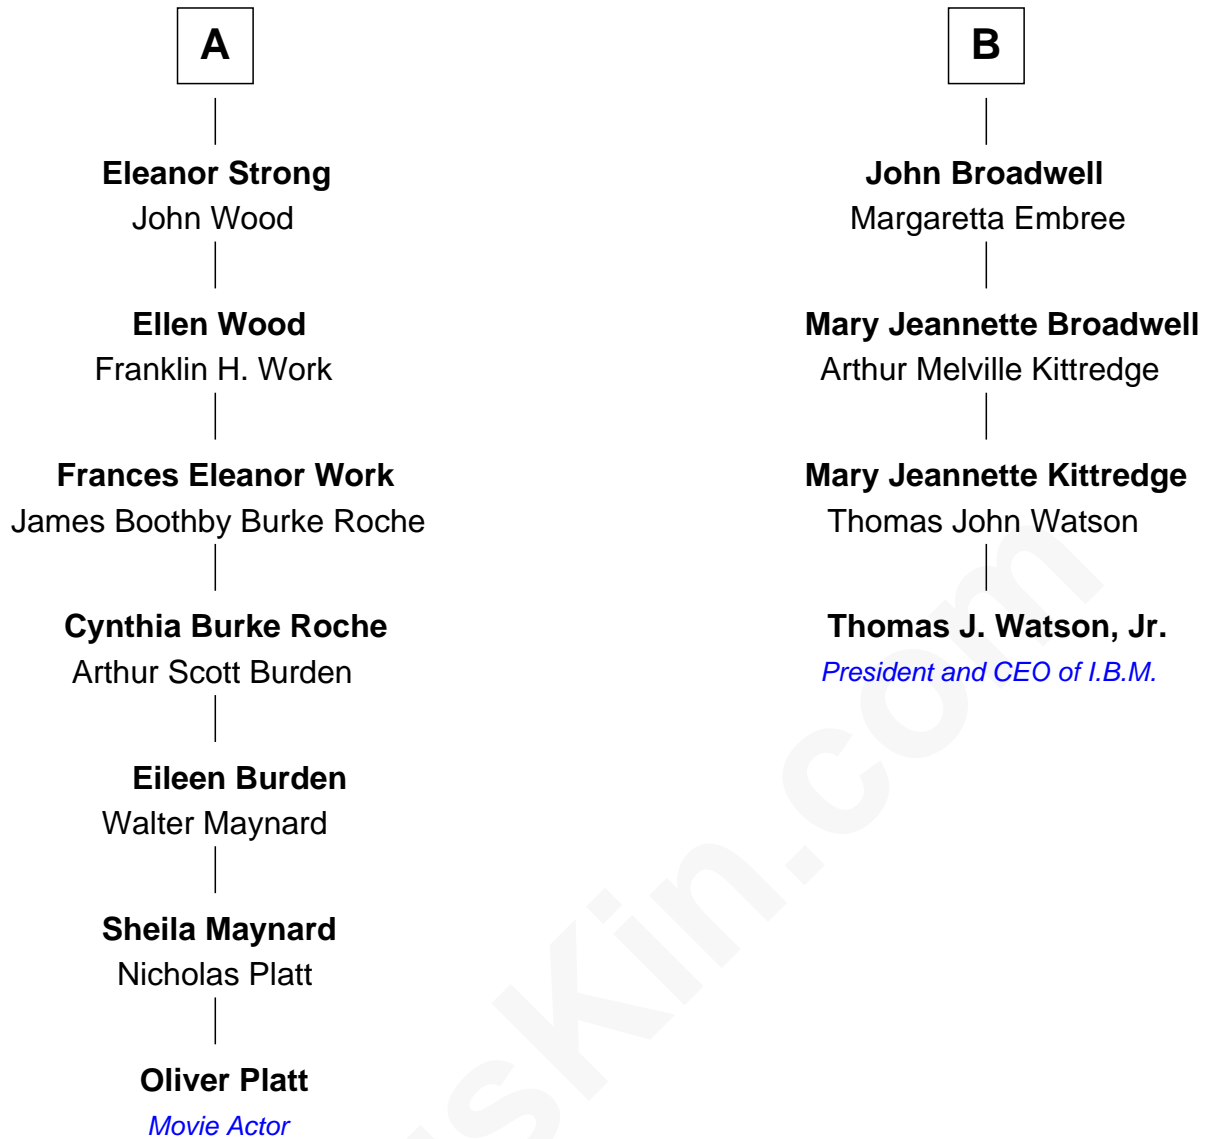 A
Eleanor Strong
John Wood
Ellen Wood
Franklin H. Work
Frances Eleanor Work
James Boothby Burke Roche
Cynthia Burke Roche
Arthur Scott Burden
Eileen Burden
Walter Maynard
Sheila Maynard
Nicholas Platt
Oliver Platt
Movie Actor
B
John Broadwell
Margaretta Embree
Mary Jeannette Broadwell
Arthur Melville Kittredge
Mary Jeannette Kittredge
Thomas John Watson
Thomas J. Watson, Jr.
President and CEO of I.B.M.
sKin.com